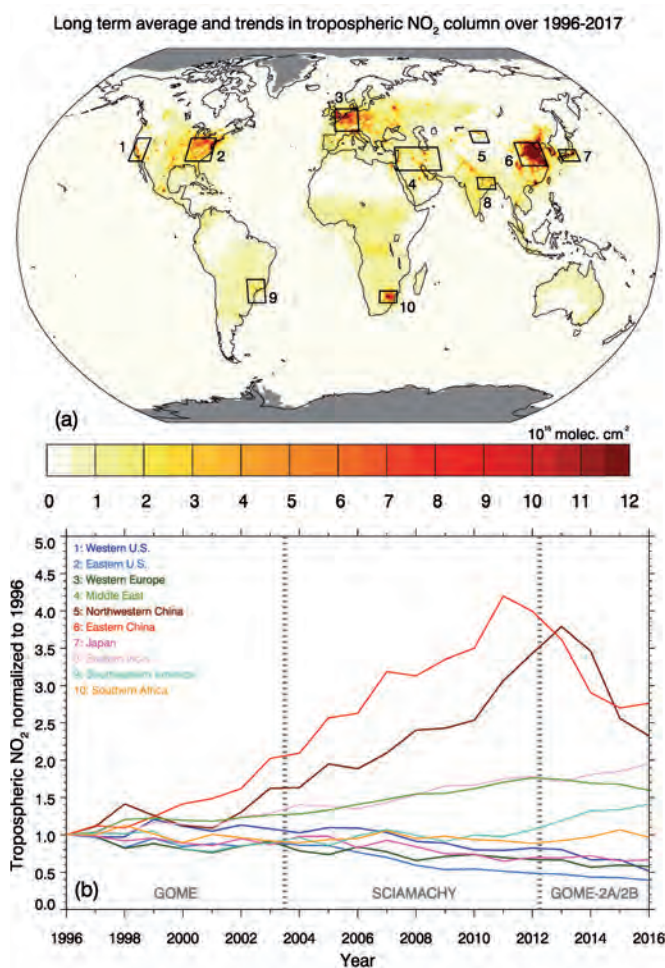 Long term average and trends in tropospheric NO₂ column over 1996-2017
3
1
2
5
6
7
4
8
9
10
(a)
molec. cm
0 1 2 3 4 5 6 7 8 9 10 11 12
Tropospheric NO₂ normalized to 1996
5.0
4.5
4.0
3.5
3.0
2.5
2.0
1.5
1.0
0.5
0.0
1: Western U.S.
2: Eastern U.S.
3: Western Europe
4: Middle East
5: Northwestern China
6: Eastern China
7: Japan
9: Southeastern America
10: Southern Africa
(b)
GOME SCIAMACHY GOME-2A/2B
1996 1998 2000 2002 2004 2006 2008 2010 2012 2014 2016
Year